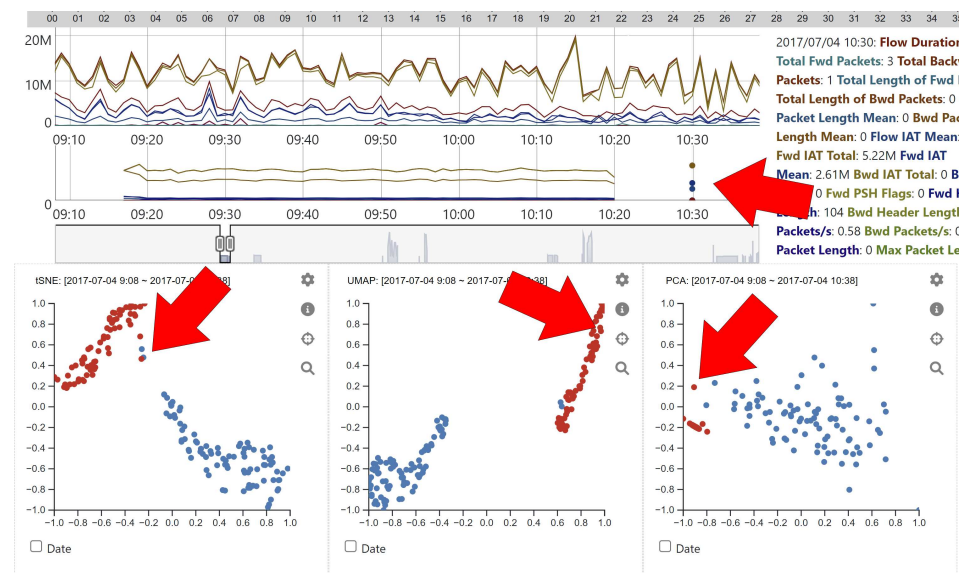 00 01 02 03 04 05 06 07 08 09 10 11 12 13 14 15 16 17 18 19 20 21 22 23 24 25 26 27 28 29 30 31 32 33 34
20M
10M
0
09:10 09:20 09:30 09:40 09:50 10:00 10:10 10:20 10:30
2017/07/04 10:30: Flow Duration
Total Fwd Packets: 3 Total Backw
Packets: 1 Total Length of Fwd
Total Length of Bwd Packets: 0
Packet Length Mean: 0 Bwd Pac
Length Mean: 0 Flow IAT Mean:
Fwd IAT Total: 5.22M Fwd IAT
Mean: 2.61M Bwd IAT Total: 0 B
0 Fwd PSH Flags: 0 Fwd H
104 Bwd Header Length
Packets/s: 0.58 Bwd Packets/s: 0
Packet Length: 0 Max Packet Le
0
09:10 09:20 09:30 09:40 09:50 10:00 10:10 10:20 10:30
tSNE: [2017-07-04 9:08 ~ 2017-07-0 38]
1.0
0.8
0.6
0.4
0.2
0.0
−0.2
−0.4
−0.6
−0.8
−1.0
−1.0 −0.8 −0.6 −0.4 −0.2 0.0 0.2 0.4 0.6 0.8 1.0
Date
UMAP: [2017-07-04 9:08 ~ 2017 :38]
1.0
0.8
0.6
0.4
0.2
0.0
−0.2
−0.4
−0.6
−0.8
−1.0
−1.0 −0.8 −0.6 −0.4 −0.2 0.0 0.2 0.4 0.6 0.8 1.0
Date
PCA: [2017-07-04 9:08 ~ 2017-07-04 10:38]
1.0
0.8
0.6
0.4
0.2
0.0
−0.2
−0.4
−0.6
−0.8
−1.0
−1.0 −0.8 −0.6 −0.4 −0.2 0.0 0.2 0.4 0.6 0.8 1.0
Date